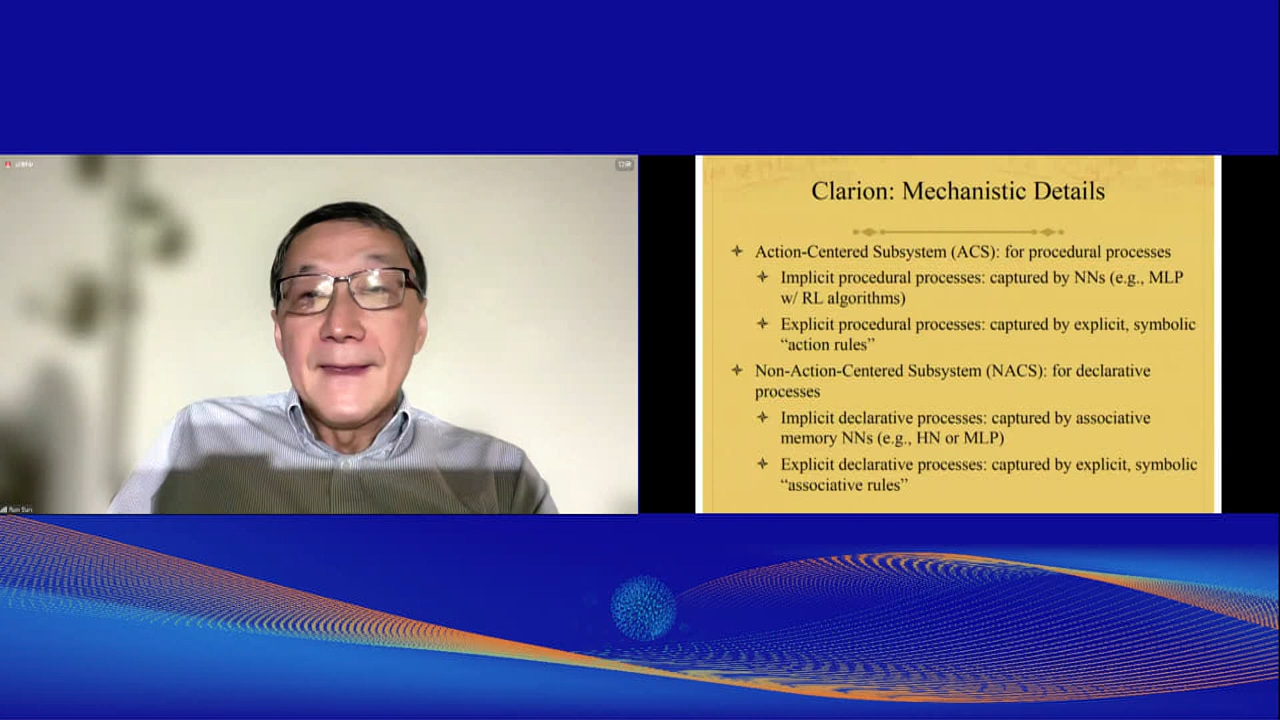 Clarion: Mechanistic Details
Action-Centered Subsystem (ACS): for procedural processes
Implicit procedural processes: captured by NNs (e.g., MLP
w/ RL algorithms)
Explicit procedural processes: captured by explicit, symbolic
“action rules”
Non-Action-Centered Subsystem (NACS): for declarative
processes
Implicit declarative processes: captured by associative
memory NNs (e.g., HN or MLP)
Explicit declarative processes: captured by explicit, symbolic
“associative rules”
Ron Sun